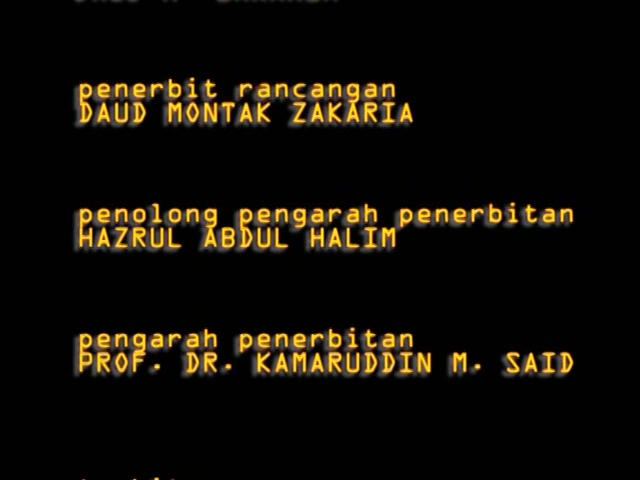 penerbit rancangan
DAUD MONTAK ZAKARIA
penolong pengarah penerbitan
HAZRUL ABDUL HALIM
pengarah penerbitan
PROF. DR. KAMARUDDIN M. SAID